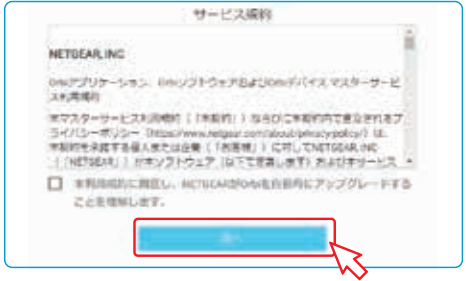 サービス規約
NETGEAR, INC
Orbiアプリケーション、Orbiソフトウェアおよび Orbiデバイス マスターサービ
ス利用規約
本マスターサービス利用規約（「本規約」）ならびに本規約内で言及されるプ
ライバシーポリシー（https://www.netgear.com/about/privacy-policy/）は、
本規約を承諾する個人または企業（「お客様」）に対してNETGEAR, INC
（「NETGEAR」）が本ソフトウェア（以下で定義します）および本サービス
本利用規約に同意し、NETGEARがOrbiを自動的にアップグレードする
ことを理解します。
次へ